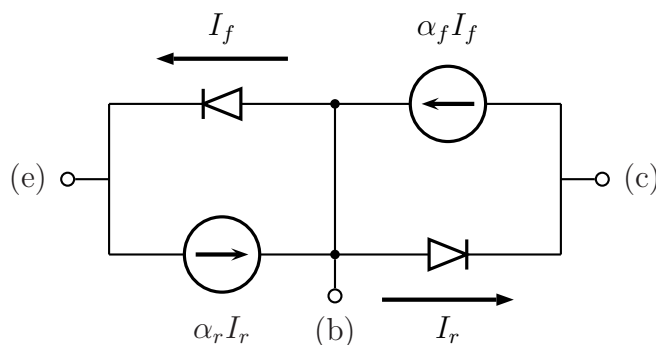 I_f α_f I_f
(e) (c)
α_r I_r (b) I_r